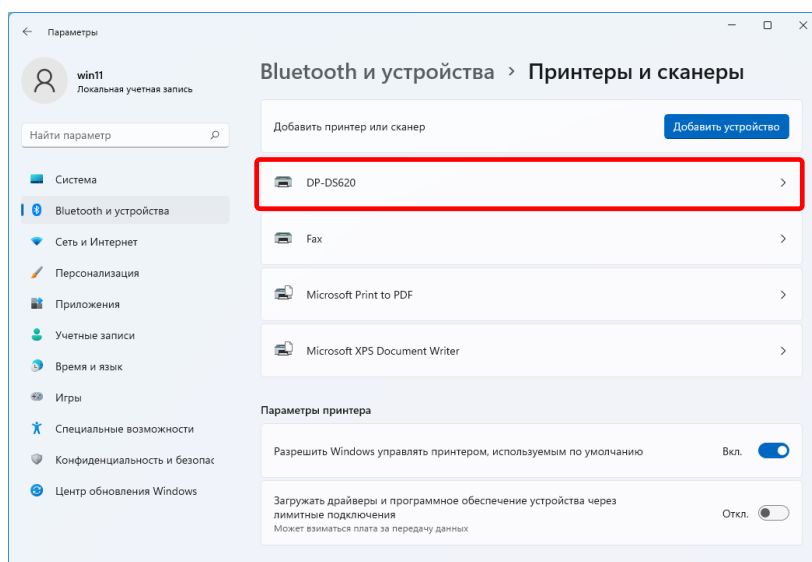 Параметры
win11
Локальная учетная запись
Найти параметр
Система
Bluetooth и устройства
Сеть и Интернет
Персонализация
Приложения
Учетные записи
Время и язык
Игры
Специальные возможности
Конфиденциальность и безопас
Центр обновления Windows
Bluetooth и устройства > Принтеры и сканеры
Добавить принтер или сканер
Добавить устройство
DP-DS620
Fax
Microsoft Print to PDF
Microsoft XPS Document Writer
Параметры принтера
Разрешить Windows управлять принтером, используемым по умолчанию
Вкл.
Загружать драйверы и программное обеспечение устройства через
лимитные подключения
Может взиматься плата за передачу данных
Откл.